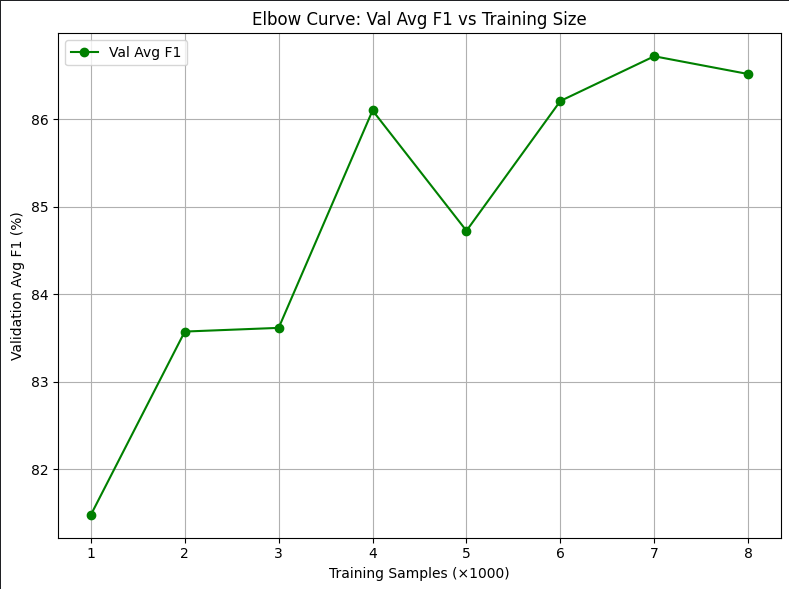 Elbow Curve: Val Avg F1 vs Training Size
Val Avg F1
86
85
84
83
82
Validation Avg F1 (%)
1 2 3 4 5 6 7 8
Training Samples (×1000)